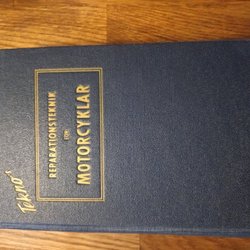 Tekno's
REPARATIONSTEKNIK
FÖR
MOTORCYKLAR